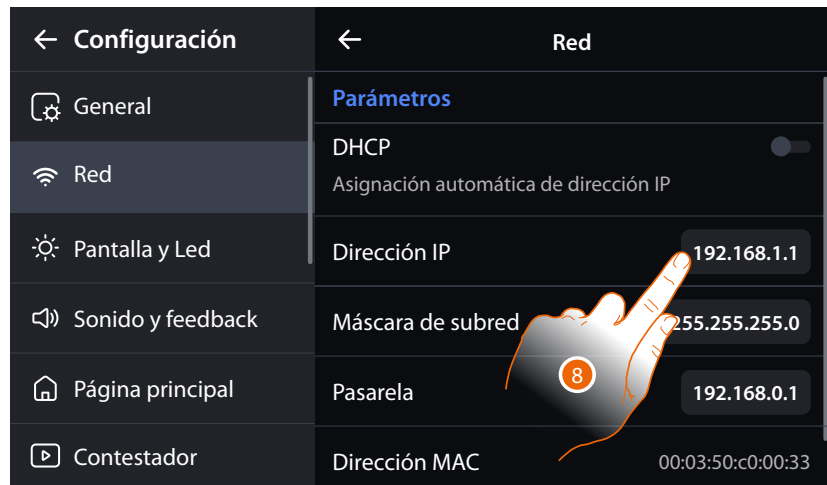 Configuración
General
Red
Pantalla y Led
Sonido y feedback
Página principal
Contestador
Red
Parámetros
DHCP
Asignación automática de dirección IP
Dirección IP 192.168.1.1
Máscara de subred 255.255.255.0
8
Pasarela 192.168.0.1
Dirección MAC 00:03:50:c0:00:33